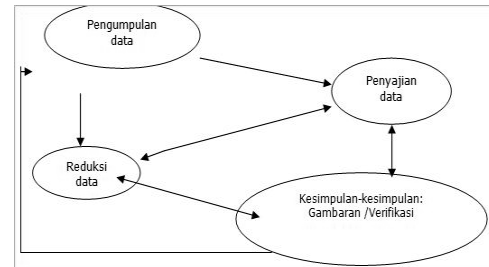 Pengumpulan
data
Penyajian
data
Reduksi
data
Kesimpulan-kesimpulan:
Gambaran /Verifikasi